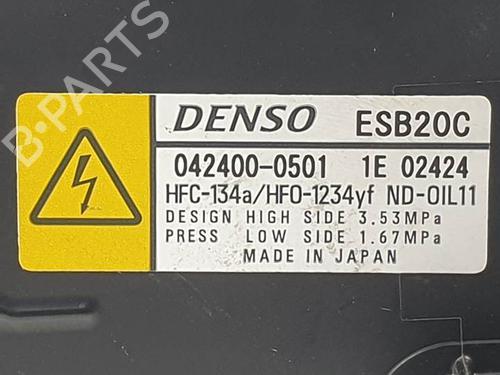 DENSO ESB20C
042400-0501 1E 02424
HFC-134a/HFO-1234yf ND-OIL11
DESIGN HIGH SIDE 3.53MPa
PRESS LOW SIDE 1.67MPa
MADE IN JAPAN
B-PARTS